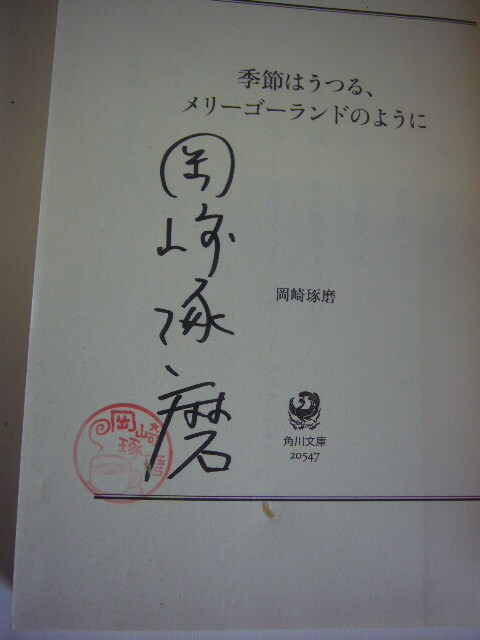 季節はうつる、
メリーゴーランドのように
岡崎琢磨
岡崎琢磨
角川文庫
20547
岡崎
琢磨